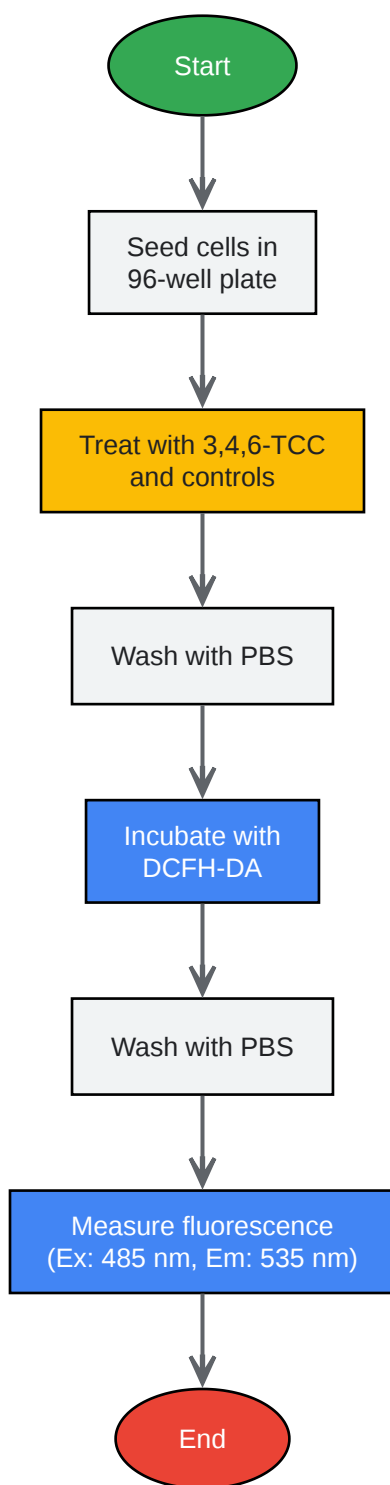 Start
Seed cells in
96-well plate
Treat with 3,4,6-TCC
and controls
Wash with PBS
Incubate with
DCFH-DA
Wash with PBS
Measure fluorescence
(Ex: 485 nm, Em: 535 nm)
End